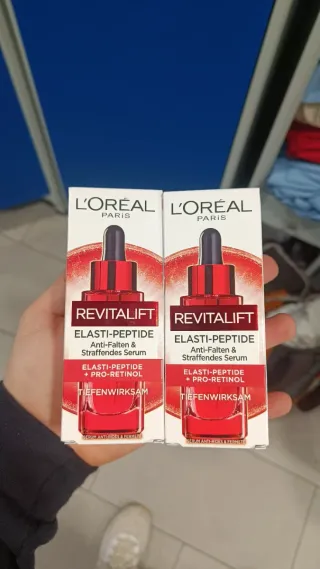 L'ORÉAL
PARIS
REVITALIFT
ELASTI-PEPTIDE
Anti-Falten &
Straffendes Serum
ELASTI-PEPTIDE
+ PRO-RETINOL
TIEFENWIRKSAM
L'ORÉAL
PARIS
REVITALIFT
ELASTI-PEPTIDE
Anti-Falten &
Straffendes Serum
ELASTI-PEPTIDE
+ PRO-RETINOL
TIEFENWIRKSAM